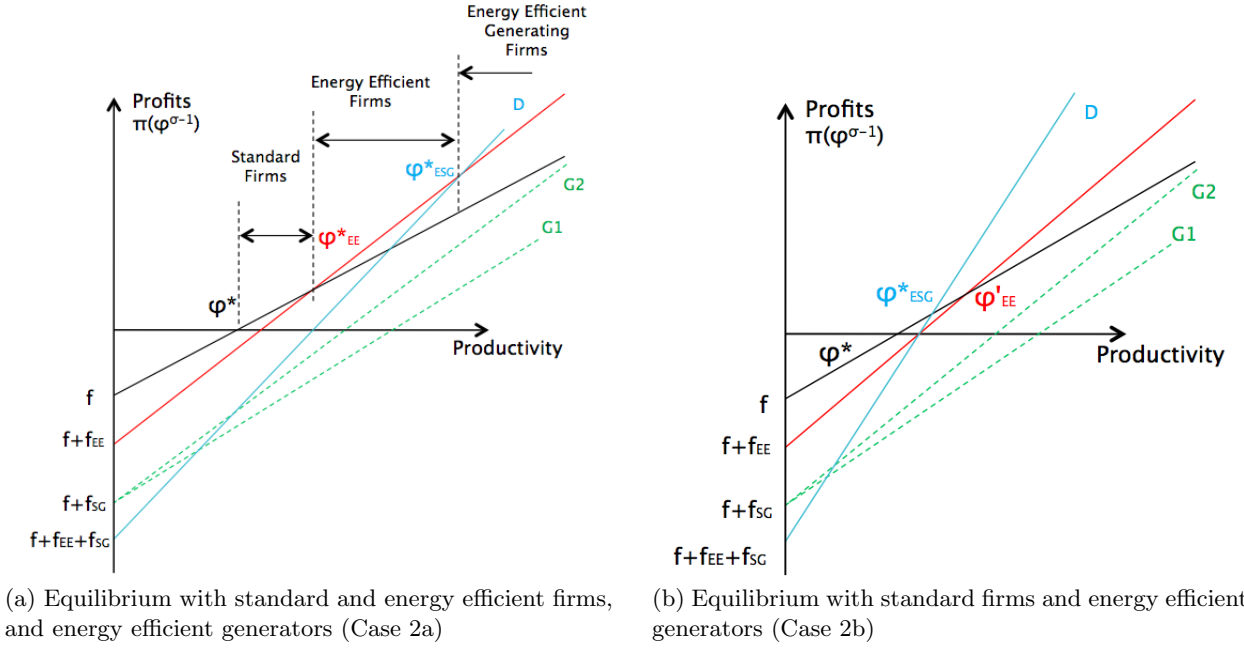 Energy Efficient
Generating
Firms
Energy Efficient
Firms
Standard
Firms
Profits
π(φσ−1)
D
φ*ESG
G2
G1
φ*EE
φ*
Productivity
f
f+fEE
f+fSG
f+fEE+fSG
(a) Equilibrium with standard and energy efficient firms,
and energy efficient generators (Case 2a)
Profits
π(φσ−1)
D
G2
G1
φ*ESG
φ'EE
φ*
Productivity
f
f+fEE
f+fSG
f+fEE+fSG
(b) Equilibrium with standard firms and energy efficient
generators (Case 2b)